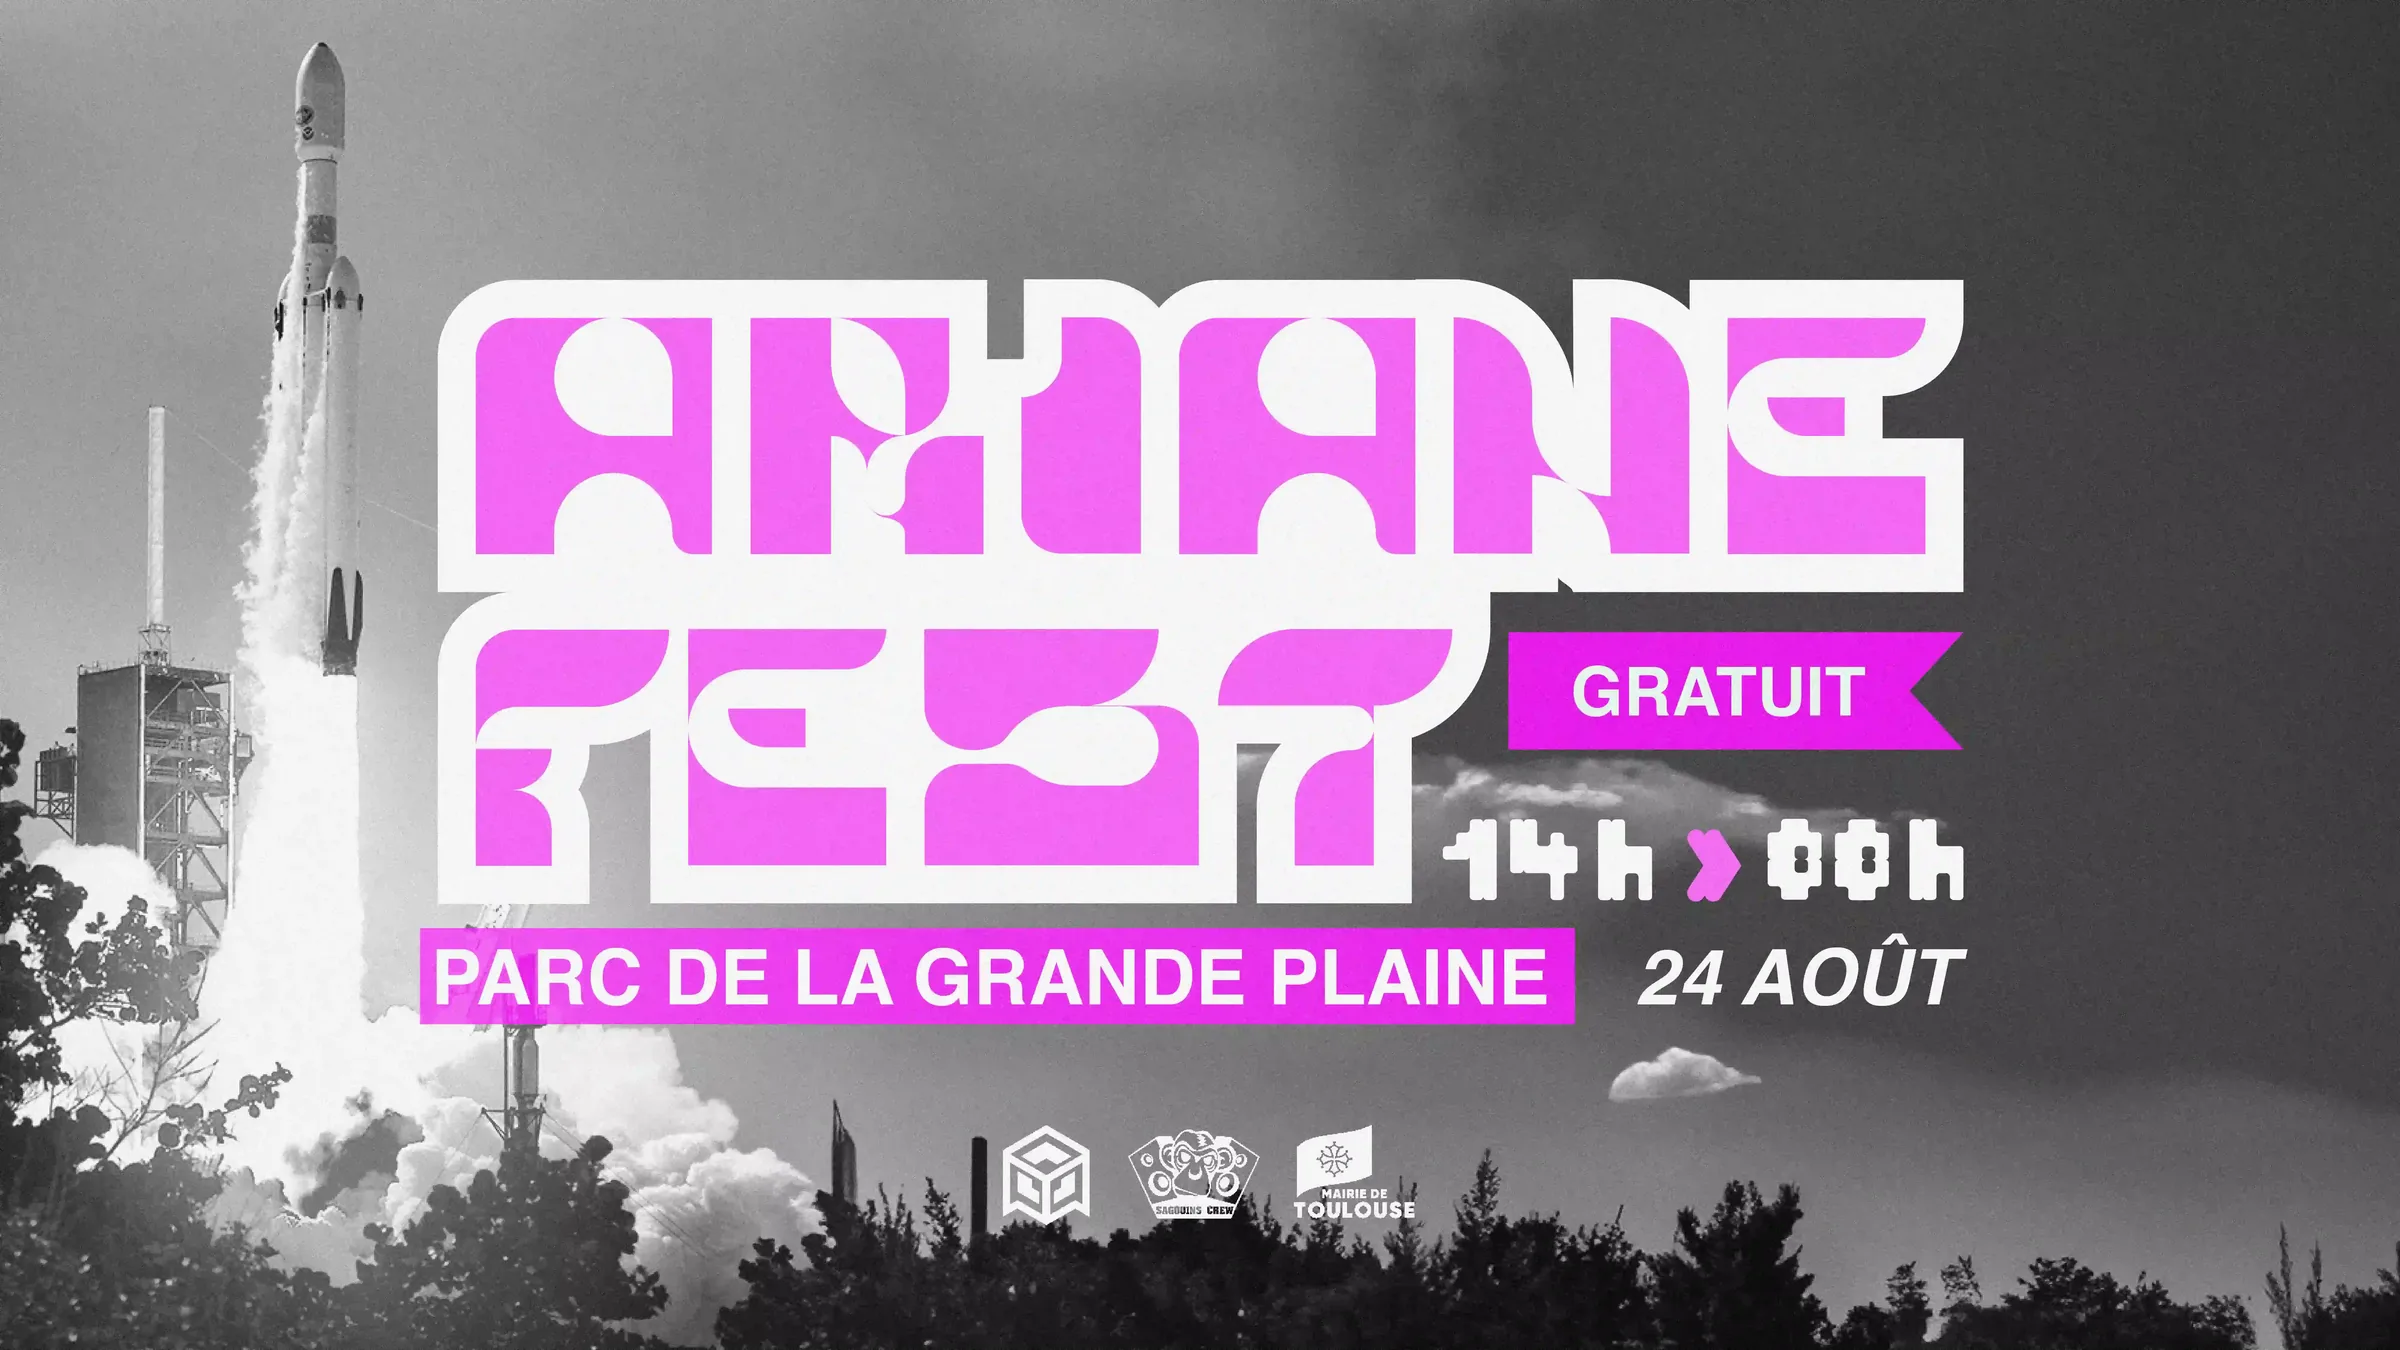 ARIANE
FEST
GRATUIT
14h > 00h
PARC DE LA GRANDE PLAINE
24 AOÛT
SAGOUINS CREW
MAIRIE DE
TOULOUSE